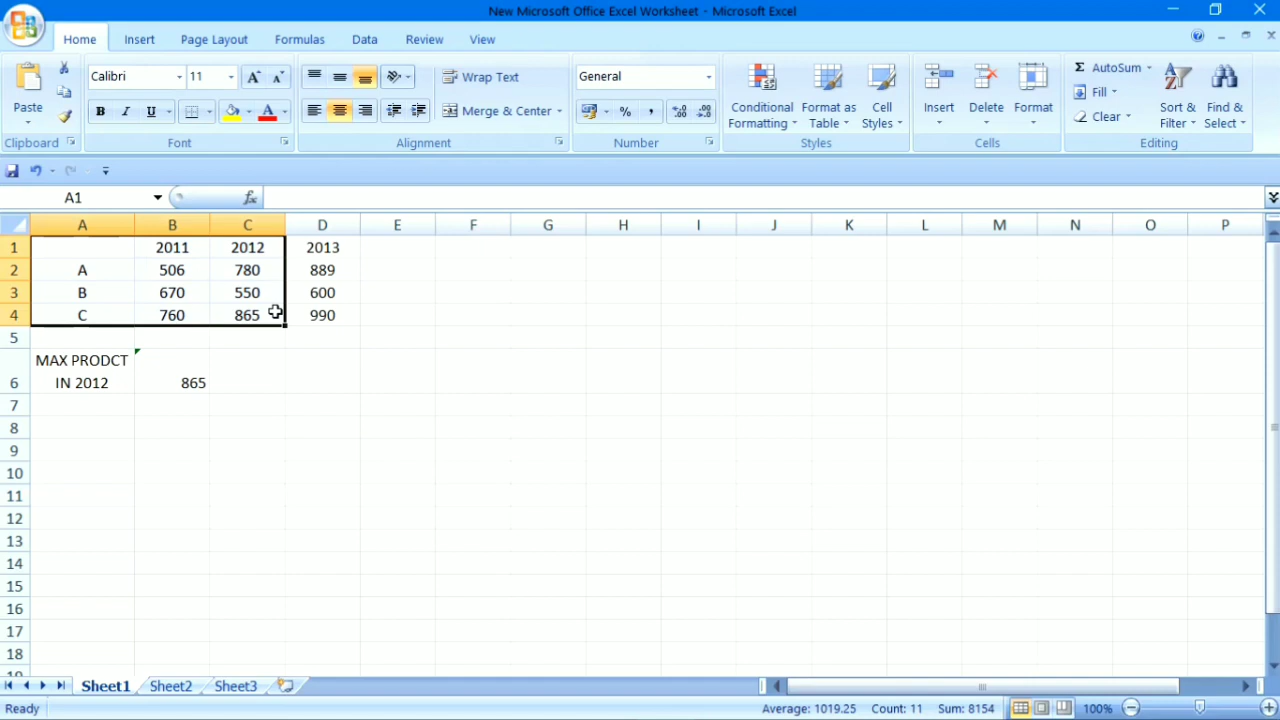 New Microsoft Office Excel Worksheet - Microsoft Excel
Home Insert Page Layout Formulas Data Review View
Paste
Calibri 11
B I U
Wrap Text
Merge & Center
General
Conditional Formatting
Format as Table
Cell Styles
Insert Delete Format
AutoSum
Fill
Clear
Sort & Filter
Find & Select
Clipboard Font Alignment Number Styles Cells Editing
A1 fx
A B C D E F G H I J K L M N O P
1 2011 2012 2013
2 A 506 780 889
3 B 670 550 600
4 C 760 865 990
5
MAX PRODCT
6 IN 2012 865
7
8
9
10
11
12
13
14
15
16
17
18
Sheet1 Sheet2 Sheet3
Ready Average: 1019.25 Count: 11 Sum: 8154 100%